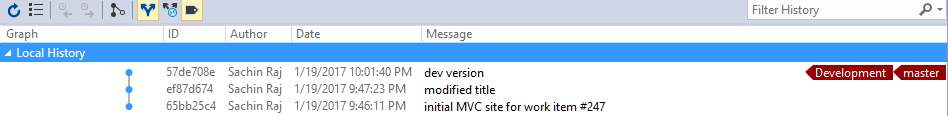 Filter History
Graph ID Author Date Message
Local History
57de708e Sachin Raj 1/19/2017 10:01:40 PM dev version Development master
ef87d674 Sachin Raj 1/19/2017 9:47:23 PM modified title
65bb25c4 Sachin Raj 1/19/2017 9:46:11 PM initial MVC site for work item #247